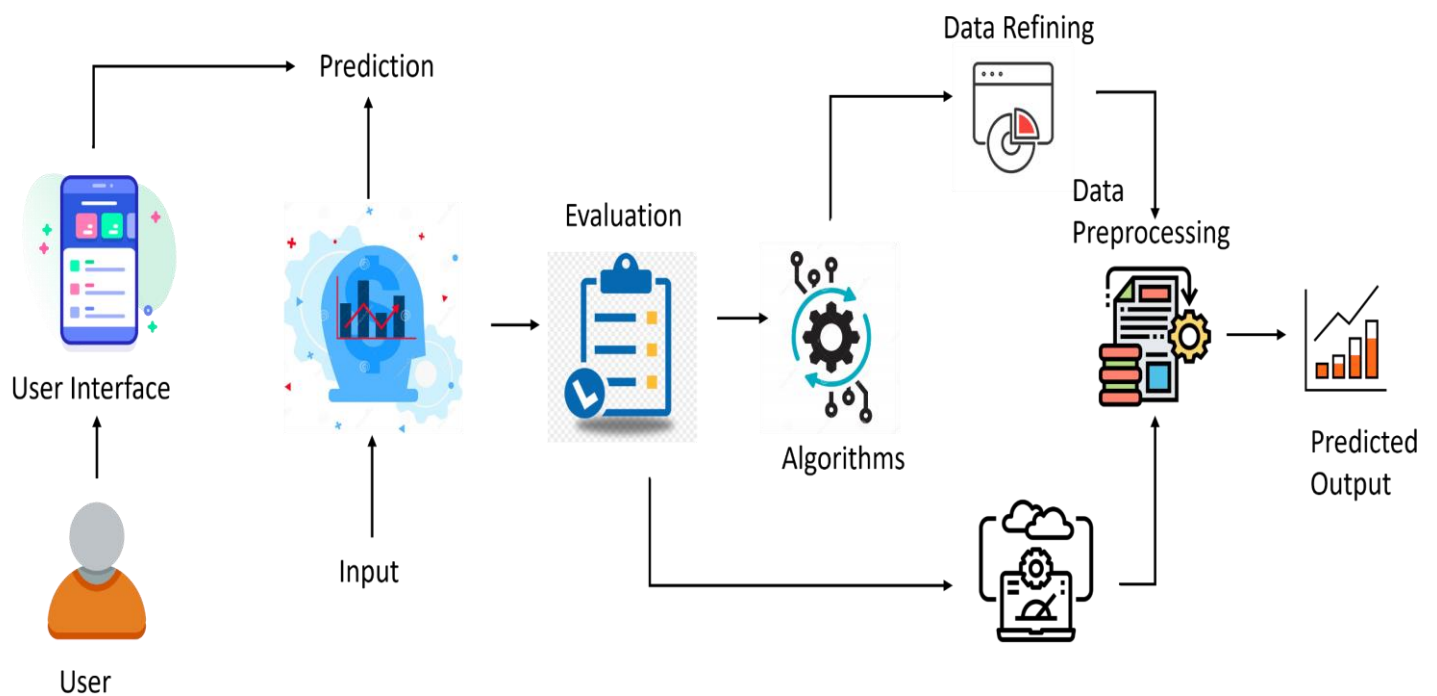 Data Refining
Prediction
Data
Preprocessing
Evaluation
User Interface
Algorithms
Predicted
Output
Input
User